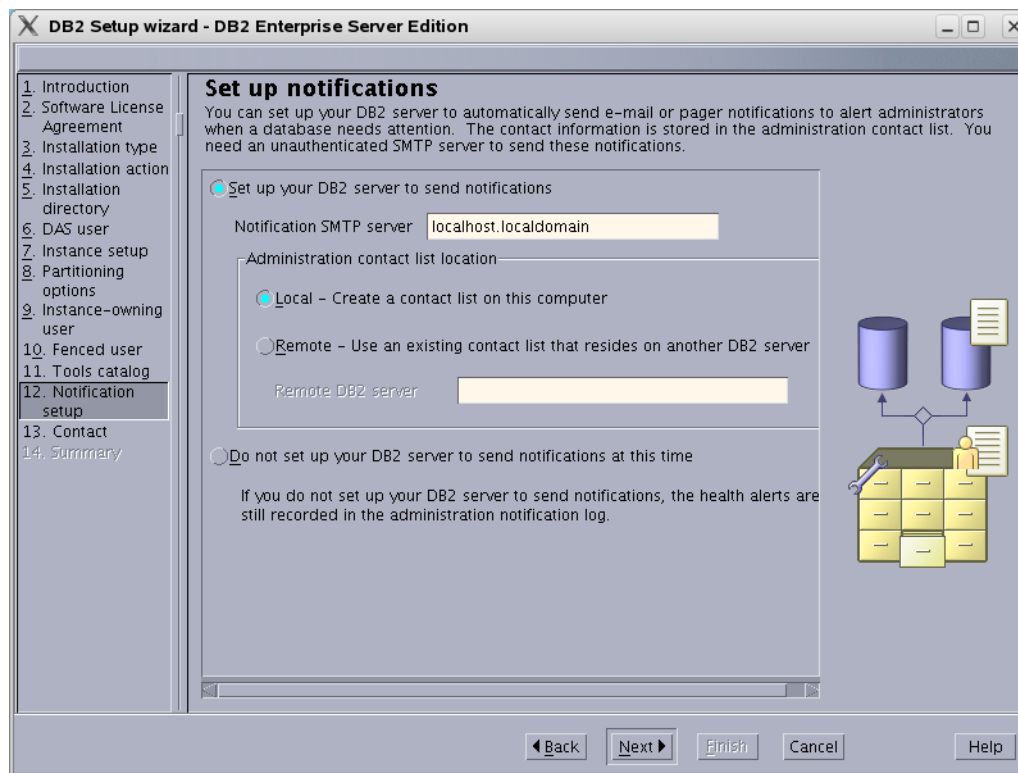 DB2 Setup wizard - DB2 Enterprise Server Edition
1. Introduction
2. Software License
Agreement
3. Installation type
4. Installation action
5. Installation
directory
6. DAS user
7. Instance setup
8. Partitioning
options
9. Instance-owning
user
10. Fenced user
11. Tools catalog
12. Notification
setup
13. Contact
14. Summary
Set up notifications
You can set up your DB2 server to automatically send e-mail or pager notifications to alert administrators
when a database needs attention. The contact information is stored in the administration contact list. You
need an unauthenticated SMTP server to send these notifications.
Set up your DB2 server to send notifications
Notification SMTP server localhost.localdomain
Administration contact list location
Local - Create a contact list on this computer
Remote - Use an existing contact list that resides on another DB2 server
Remote DB2 server
Do not set up your DB2 server to send notifications at this time
If you do not set up your DB2 server to send notifications, the health alerts are
still recorded in the administration notification log.
Back Next Finish Cancel Help